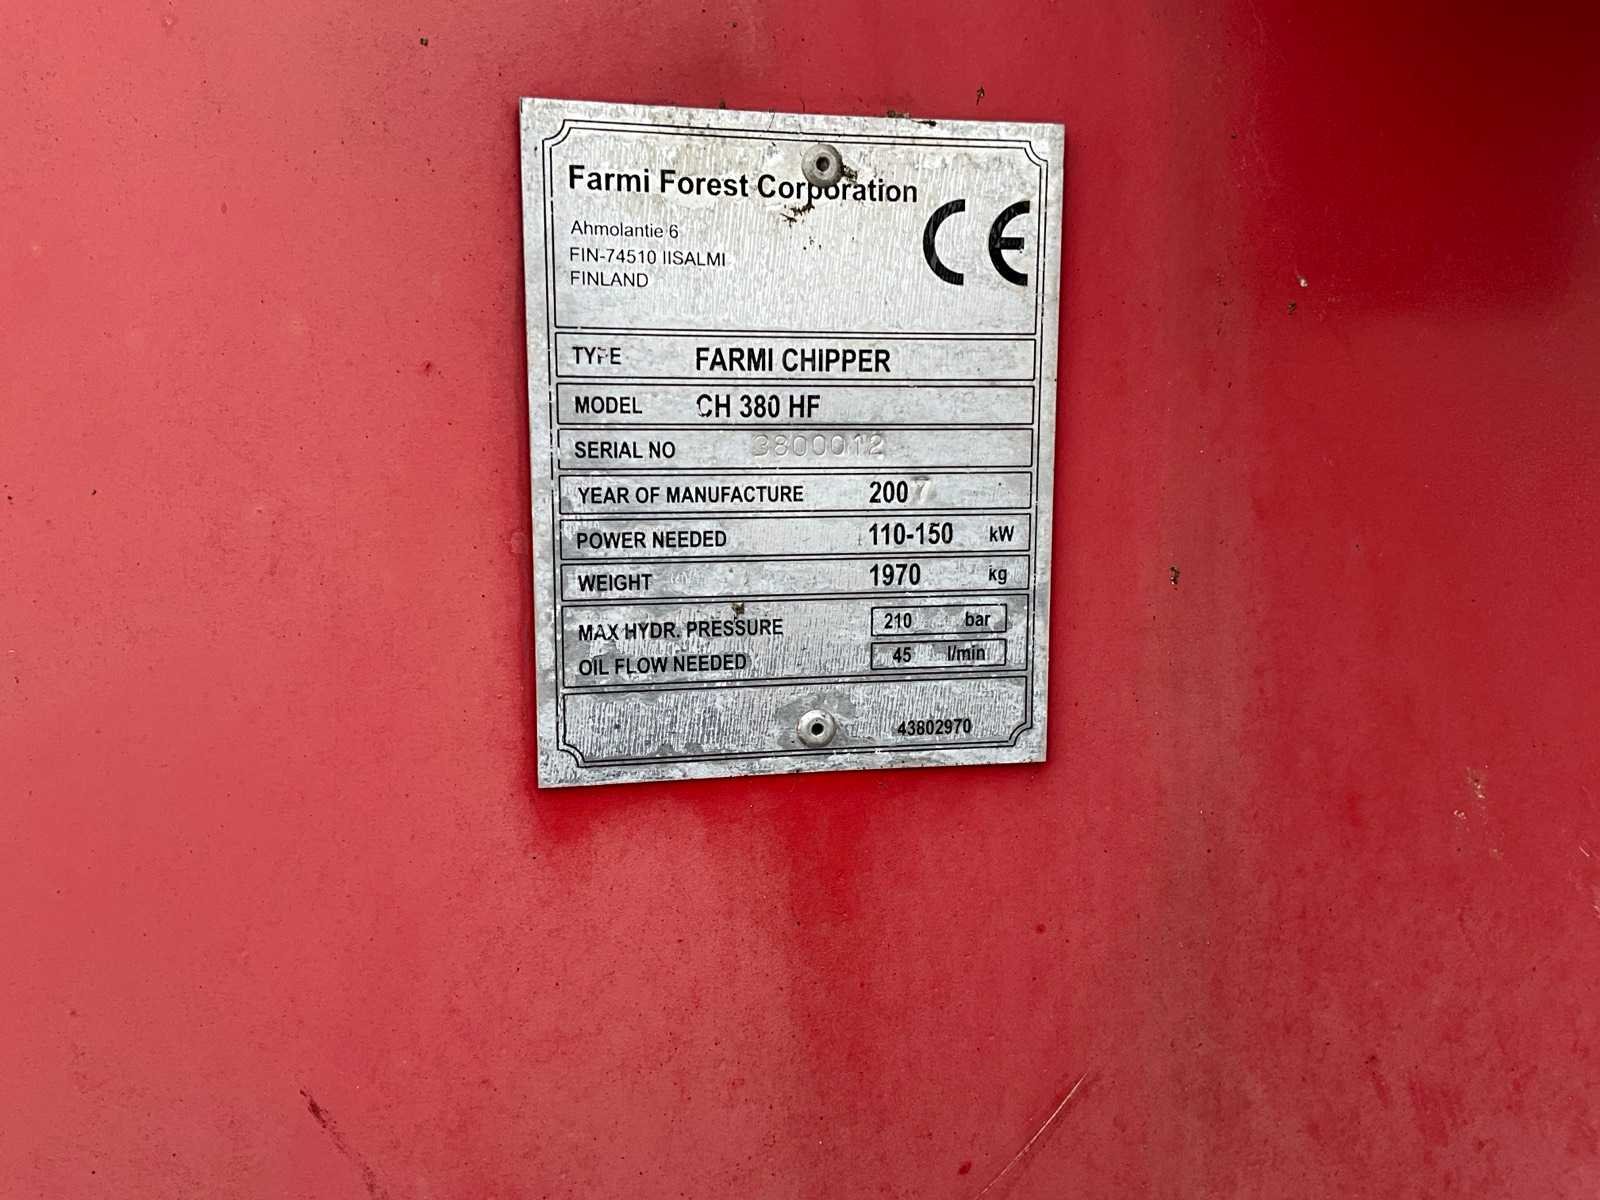 Farmi Forest Corporation
Ahmolantie 6
FIN-74510 IISALMI
FINLAND
CE
TYPE FARMI CHIPPER
MODEL CH 380 HF
SERIAL NO 3800012
YEAR OF MANUFACTURE 2007
POWER NEEDED 110-150 kW
WEIGHT 1970 kg
MAX HYDR. PRESSURE 210 bar
OIL FLOW NEEDED 45 l/min
43802970